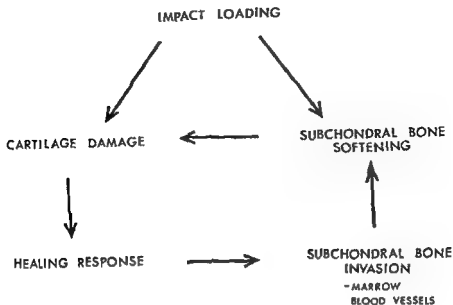 IMPACT LOADING
CARTILAGE DAMAGE
SUBCHONDRAL BONE
SOFTENING
HEALING RESPONSE
SUBCHONDRAL BONE
INVASION
-MARROW
BLOOD VESSELS